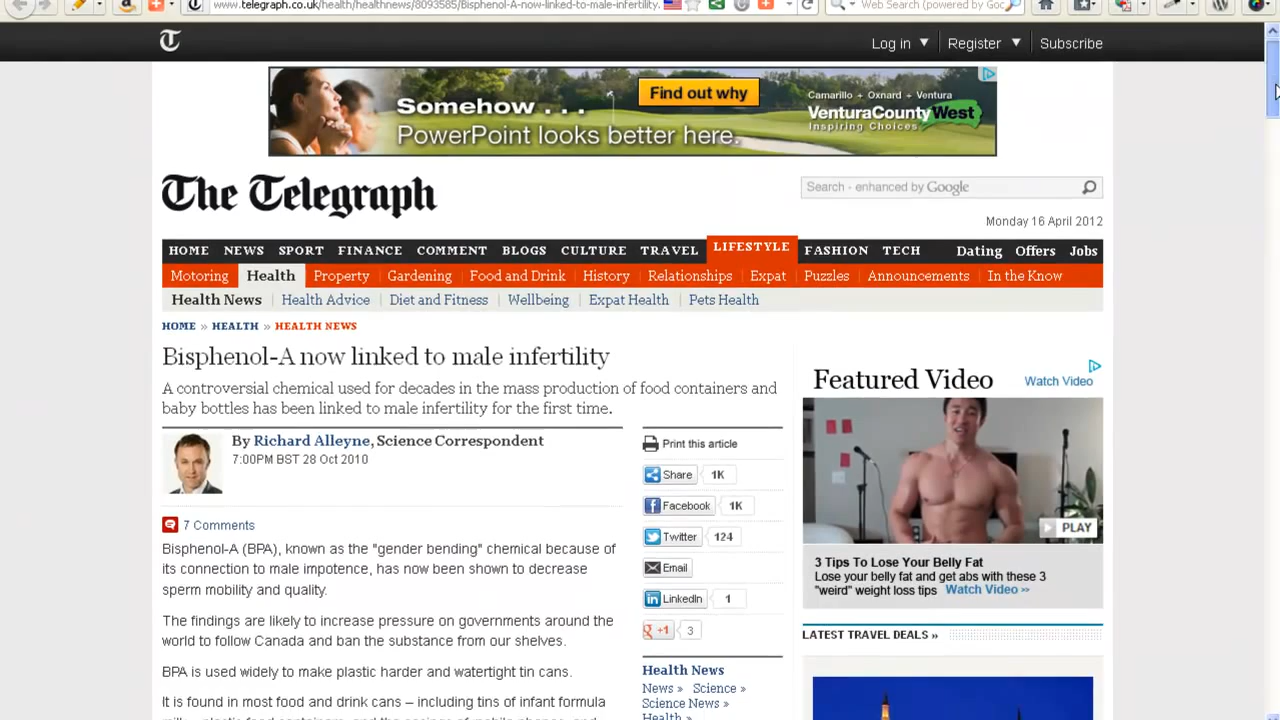 www.telegraph.co.uk/health/healthnews/8093585/Bisphenol-A-now-linked-to-male-infertility.
Web Search (powered by Goo
Log in
Register
Subscribe
Somehow . . .
PowerPoint looks better here.
Find out why
Camarillo + Oxnard + Ventura
VenturaCountyWest
Inspiring Choices
The Telegraph
Search - enhanced by Google
Monday 16 April 2012
HOME NEWS SPORT FINANCE COMMENT BLOGS CULTURE TRAVEL LIFESTYLE FASHION TECH Dating Offers Jobs
Motoring Health Property Gardening Food and Drink History Relationships Expat Puzzles Announcements In the Know
Health News Health Advice Diet and Fitness Wellbeing Expat Health Pets Health
HOME » HEALTH » HEALTH NEWS
Bisphenol-A now linked to male infertility
A controversial chemical used for decades in the mass production of food containers and
baby bottles has been linked to male infertility for the first time.
By Richard Alleyne, Science Correspondent
7:00PM BST 28 Oct 2010
7 Comments
Bisphenol-A (BPA), known as the "gender bending" chemical because of
its connection to male impotence, has now been shown to decrease
sperm mobility and quality.
The findings are likely to increase pressure on governments around the
world to follow Canada and ban the substance from our shelves.
BPA is used widely to make plastic harder and watertight tin cans.
It is found in most food and drink cans – including tins of infant formula
Print this article
Share 1K
Facebook 1K
Twitter 124
Email
LinkedIn 1
+1 3
Health News
News » Science »
Science News »
Health »
Featured Video
Watch Video
PLAY
3 Tips To Lose Your Belly Fat
Lose your belly fat and get abs with these 3
"weird" weight loss tips Watch Video »
LATEST TRAVEL DEALS »